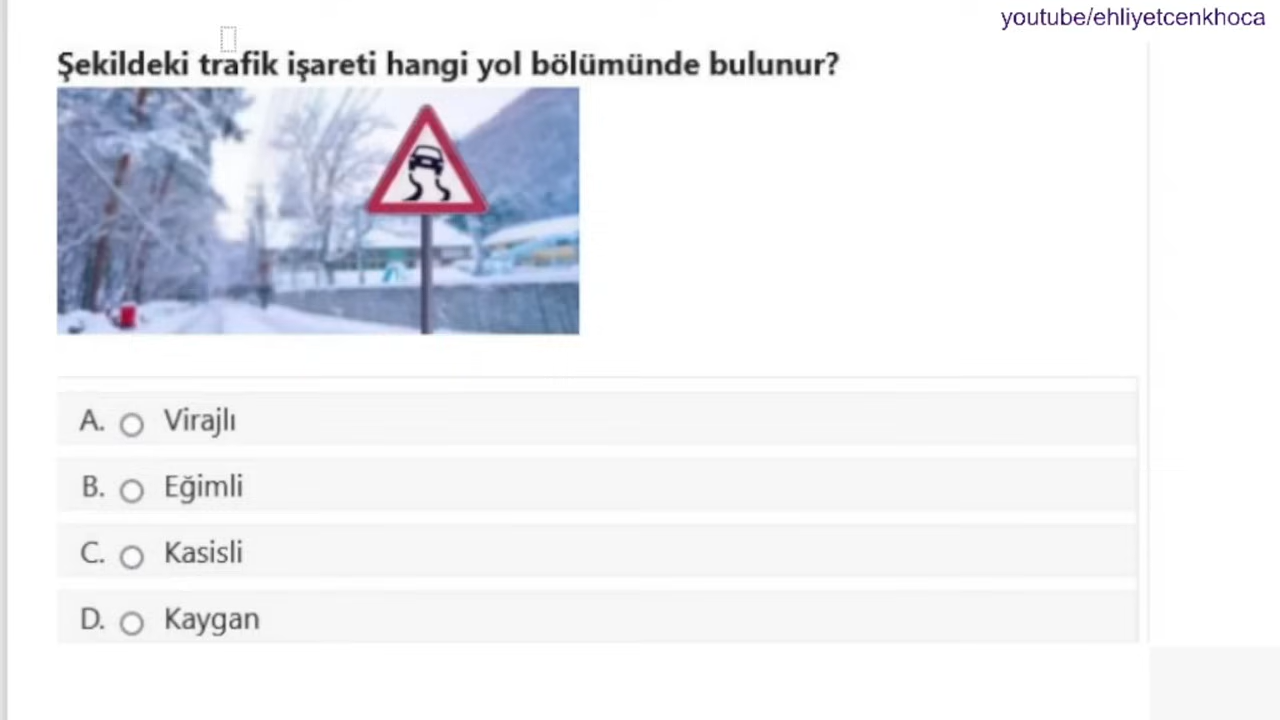 youtube/ehliyetcenkhoca
Şekildeki trafik işareti hangi yol bölümünde bulunur?
A. Virajlı
B. Eğimli
C. Kasisli
D. Kaygan